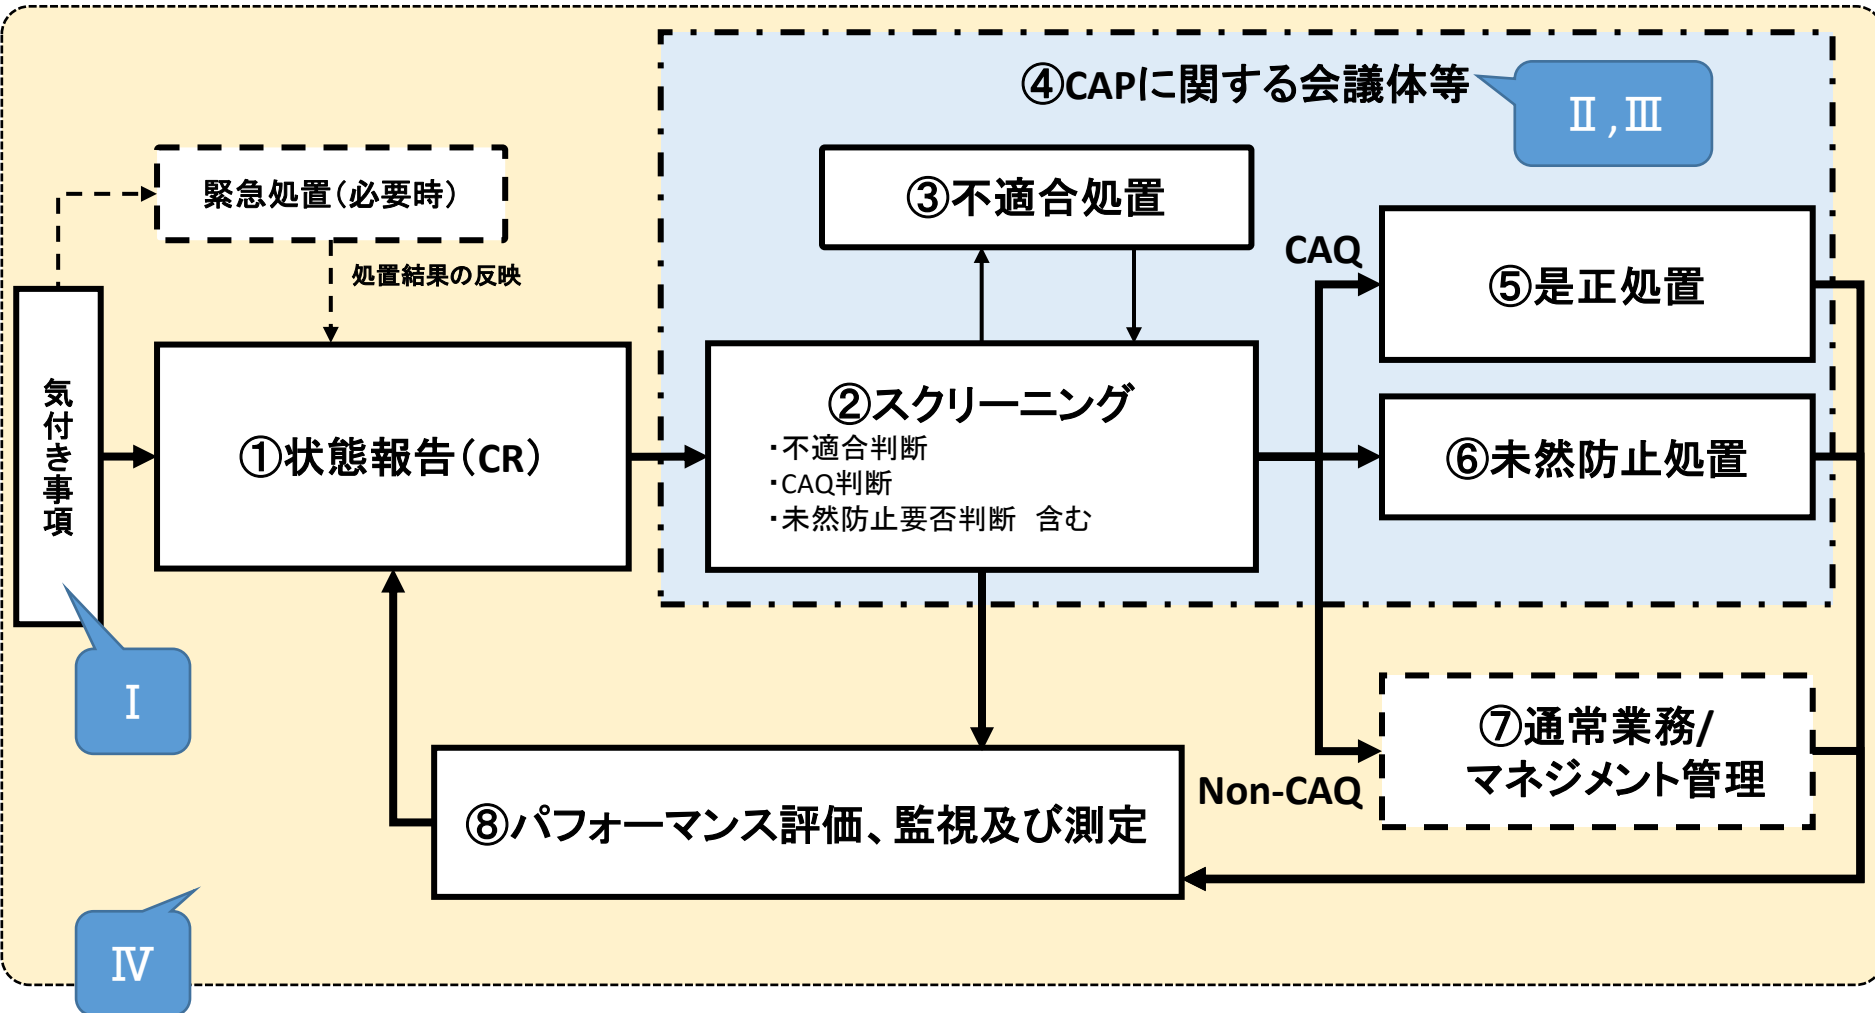 ④CAPに関する会議体等
Ⅱ,Ⅲ
緊急処置(必要時)
③不適合処置
CAQ
⑤是正処置
処置結果の反映
気付き事項
①状態報告(CR)
②スクリーニング
・不適合判断
・CAQ判断
・未然防止要否判断　含む
⑥未然防止処置
Ⅰ
⑦通常業務/
マネジメント管理
Non-CAQ
⑧パフォーマンス評価、監視及び測定
Ⅳ